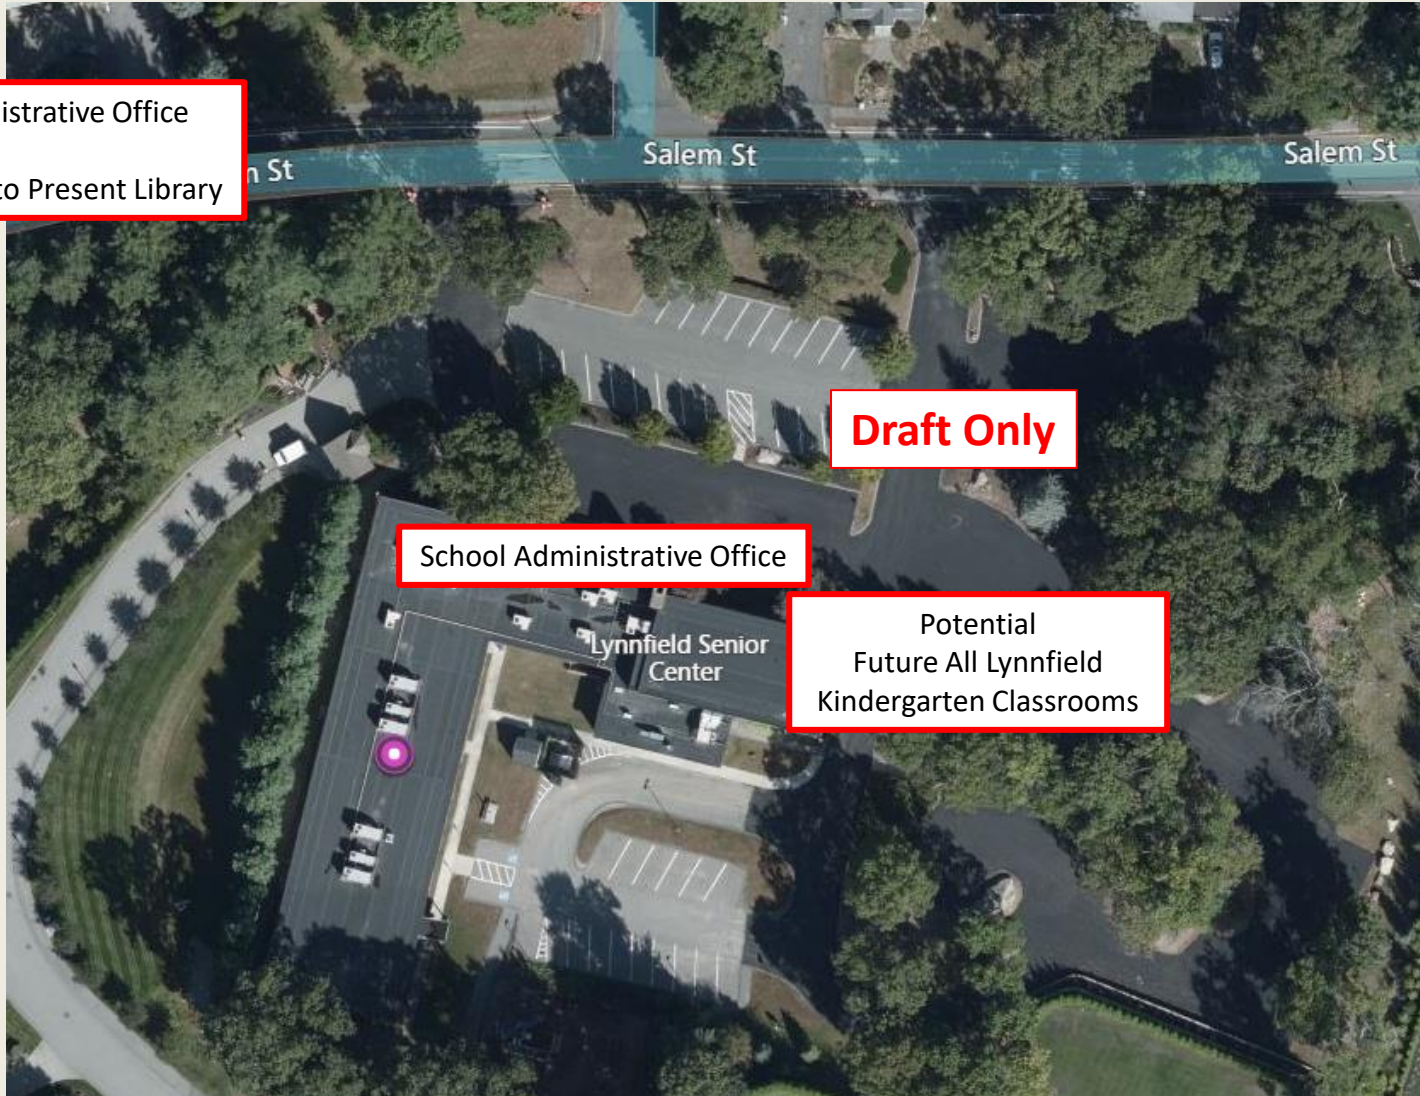 istrative Office
to Present Library
n St
Salem St
Salem St
Draft Only
School Administrative Office
Lynnfield Senior
Center
Potential
Future All Lynnfield
Kindergarten Classrooms